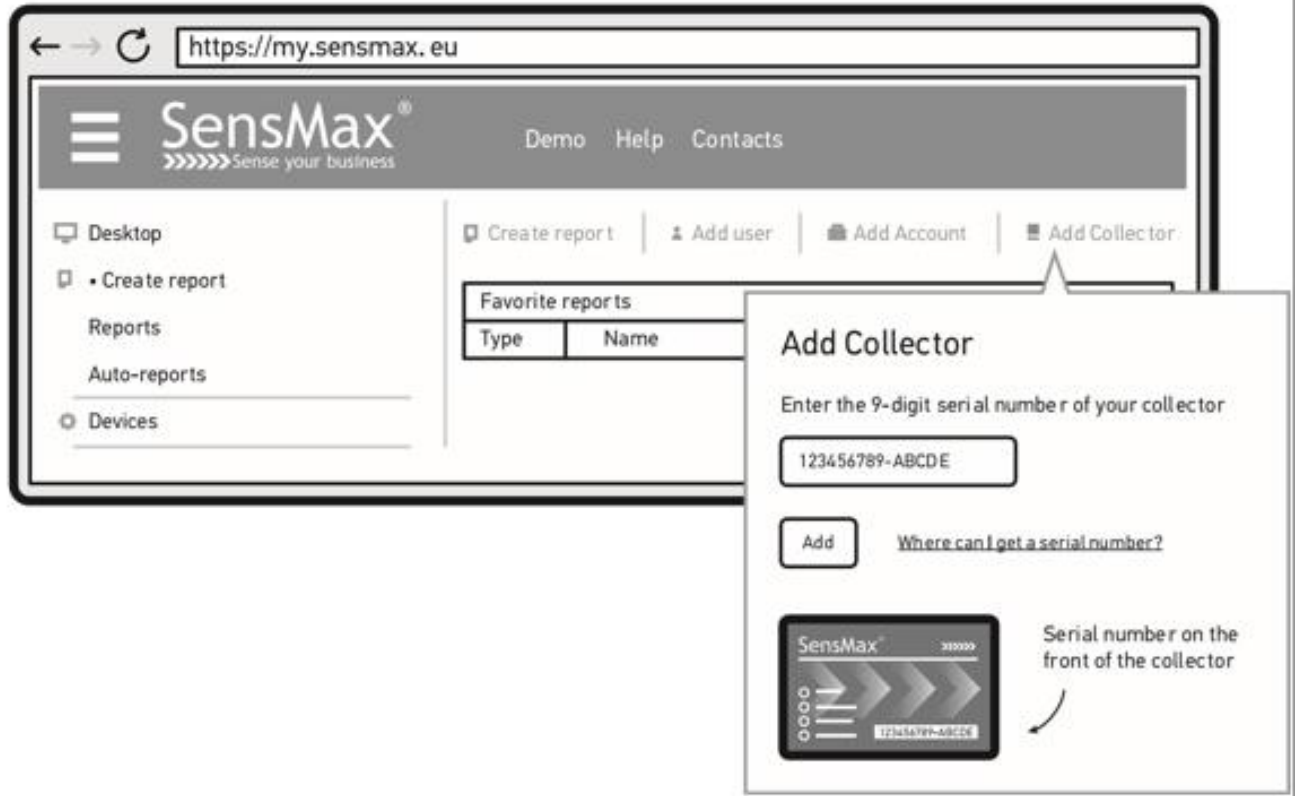 https://my.sensmax.eu
SensMax®
Sense your business
Demo Help Contacts
Desktop
• Create report
Reports
Auto-reports
Devices
Create report Add user Add Account Add Collector
Favorite reports
Type Name
Add Collector
Enter the 9-digit serial number of your collector
123456789-ABCDE
Add Where can I get a serial number?
SensMax®
123456789-ABCDE
Serial number on the
front of the collector